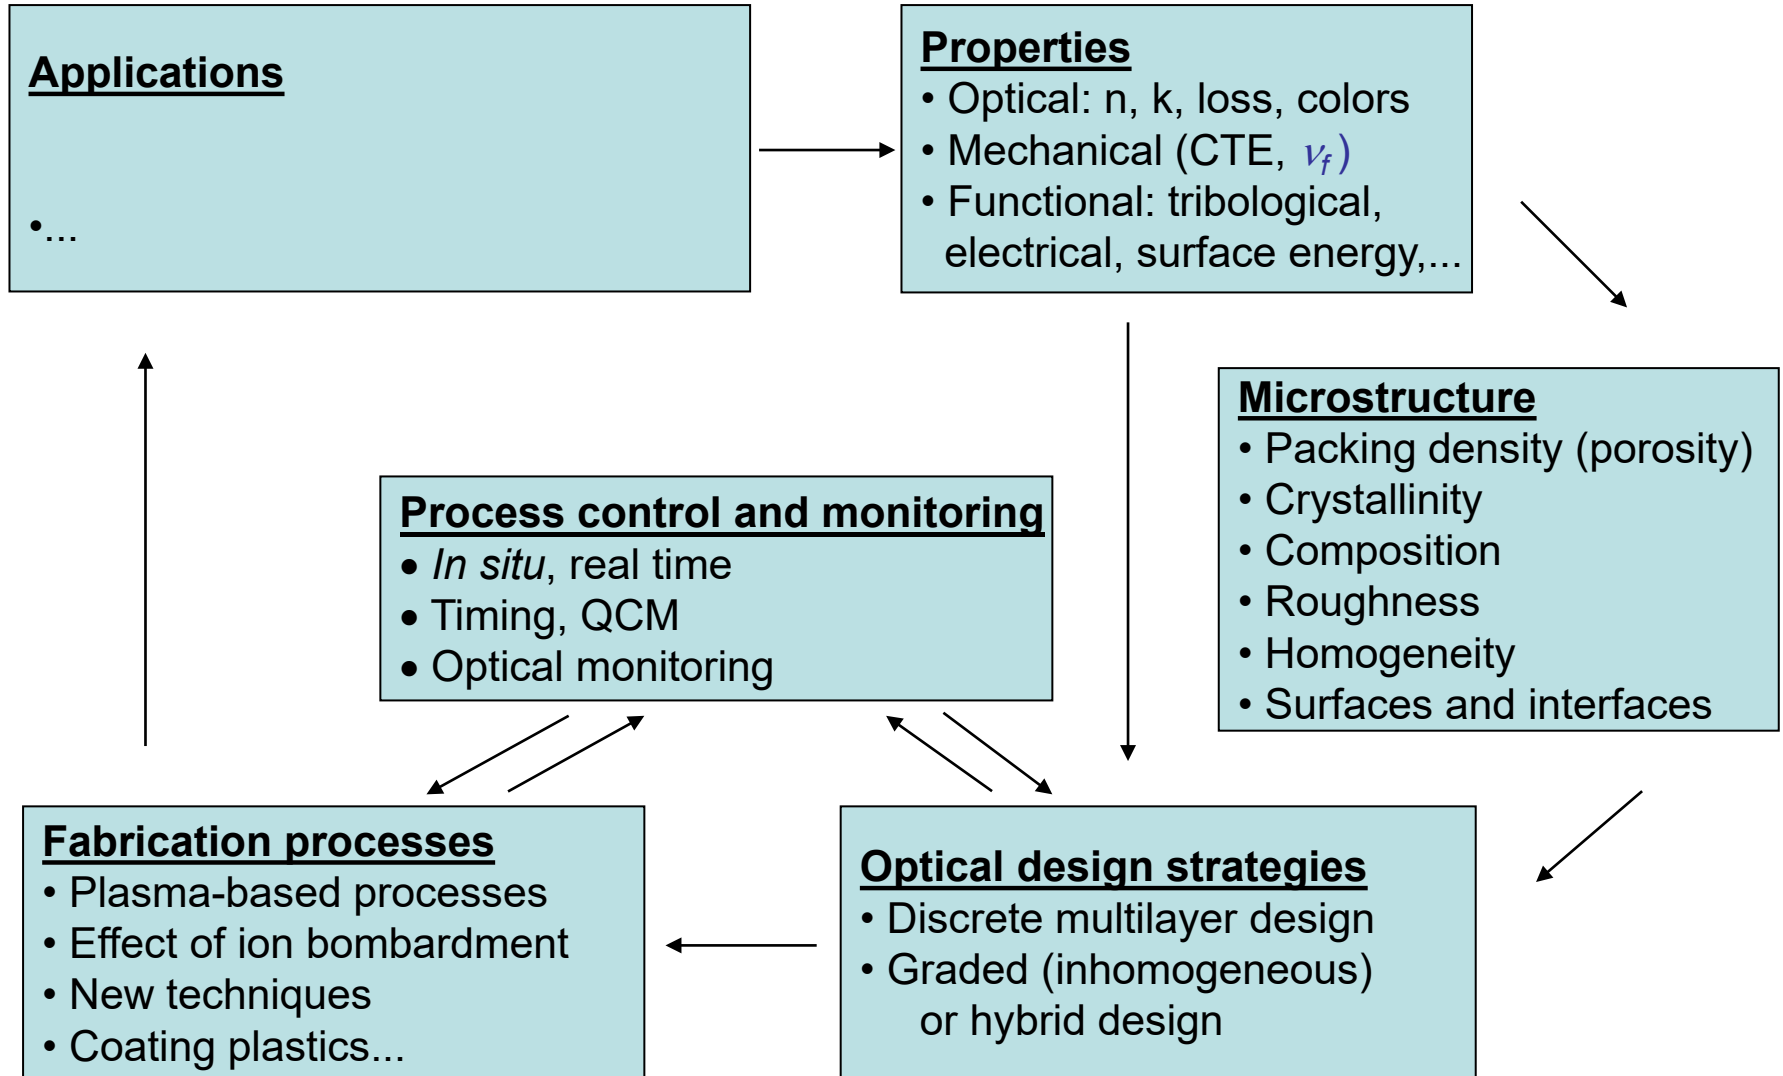 Applications
•...
Properties
• Optical: n, k, loss, colors
• Mechanical (CTE, νf)
• Functional: tribological,
electrical, surface energy,...
Microstructure
• Packing density (porosity)
• Crystallinity
• Composition
• Roughness
• Homogeneity
• Surfaces and interfaces
Process control and monitoring
• In situ, real time
• Timing, QCM
• Optical monitoring
Fabrication processes
• Plasma-based processes
• Effect of ion bombardment
• New techniques
• Coating plastics...
Optical design strategies
• Discrete multilayer design
• Graded (inhomogeneous)
or hybrid design